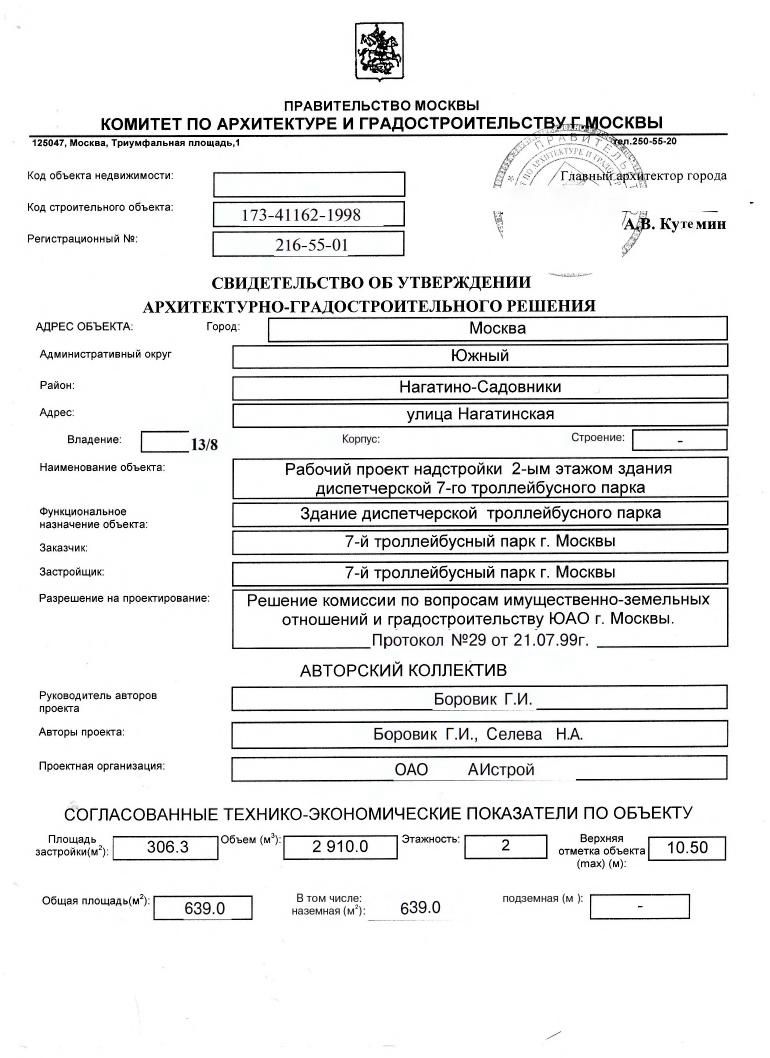 ПРАВИТЕЛЬСТВО МОСКВЫ
КОМИТЕТ ПО АРХИТЕКТУРЕ И ГРАДОСТРОИТЕЛЬСТВУ Г.МОСКВЫ
125047, Москва, Триумфальная площадь,1 тел.250-55-20
Код объекта недвижимости:
Главный архитектор города
Код строительного объекта: 173-41162-1998
А.В. Кутемин
Регистрационный №: 216-55-01
СВИДЕТЕЛЬСТВО ОБ УТВЕРЖДЕНИИ
АРХИТЕКТУРНО-ГРАДОСТРОИТЕЛЬНОГО РЕШЕНИЯ
АДРЕС ОБЪЕКТА: Город: Москва
Административный округ Южный
Район: Нагатино-Садовники
Адрес: улица Нагатинская
Владение: 13/8 Корпус: Строение: -
Наименование объекта: Рабочий проект надстройки 2-ым этажом здания
диспетчерской 7-го троллейбусного парка
Функциональное
назначение объекта: Здание диспетчерской троллейбусного парка
Заказчик: 7-й троллейбусный парк г. Москвы
Застройщик: 7-й троллейбусный парк г. Москвы
Разрешение на проектирование: Решение комиссии по вопросам имущественно-земельных
отношений и градостроительству ЮАО г. Москвы.
Протокол №29 от 21.07.99г.
АВТОРСКИЙ КОЛЛЕКТИВ
Руководитель авторов
проекта Боровик Г.И.
Авторы проекта: Боровик Г.И., Селева Н.А.
Проектная организация: ОАО АИстрой
СОГЛАСОВАННЫЕ ТЕХНИКО-ЭКОНОМИЧЕСКИЕ ПОКАЗАТЕЛИ ПО ОБЪЕКТУ
Площадь
застройки(м²): 306.3 Объем (м³): 2 910.0 Этажность: 2 Верхняя
отметка объекта
(max) (м): 10.50
Общая площадь(м²): 639.0 В том числе:
наземная (м²): 639.0 подземная (м ): -